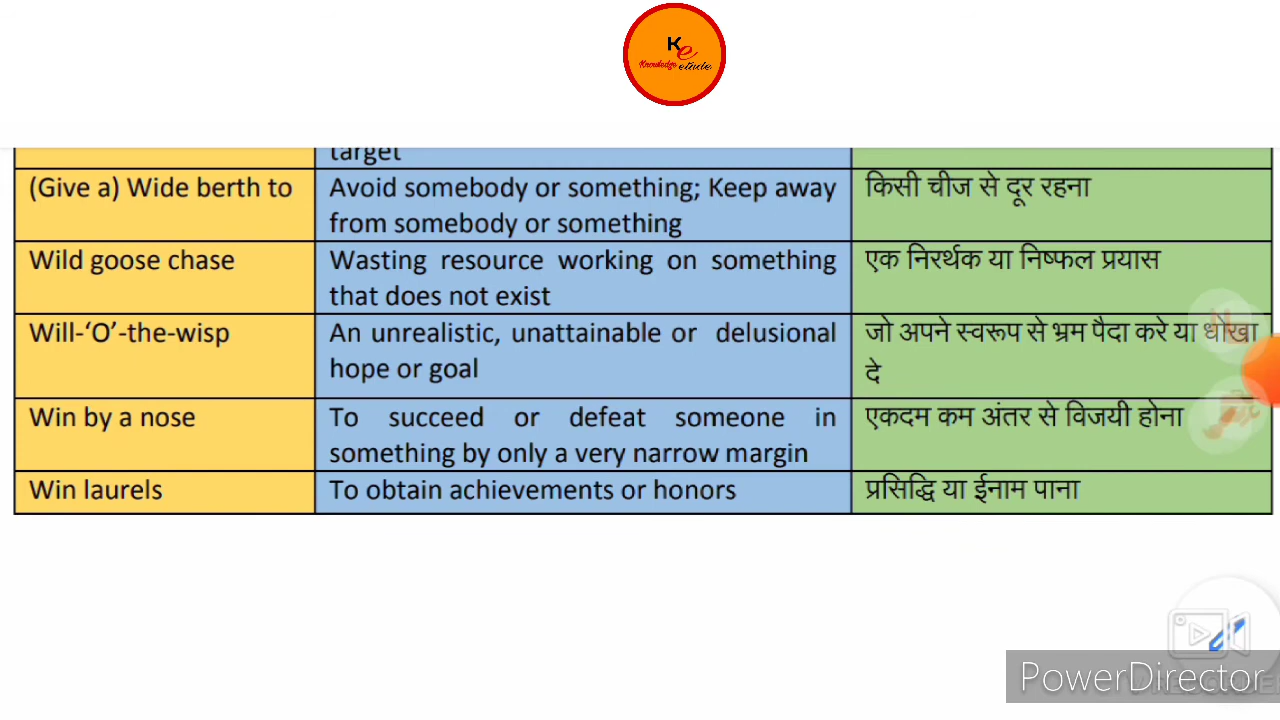 Ke
Knowledge
etude
target
(Give a) Wide berth to
Avoid somebody or something; Keep away
from somebody or something
किसी चीज से दूर रहना
Wild goose chase
Wasting resource working on something
that does not exist
एक निरर्थक या निष्फल प्रयास
Will-‘O’-the-wisp
An unrealistic, unattainable or delusional
hope or goal
जो अपने स्वरूप से भ्रम पैदा करे या धोखा
दे
Win by a nose
To succeed or defeat someone in
something by only a very narrow margin
एकदम कम अंतर से विजयी होना
Win laurels
To obtain achievements or honors
प्रसिद्धि या ईनाम पाना
PowerDirector